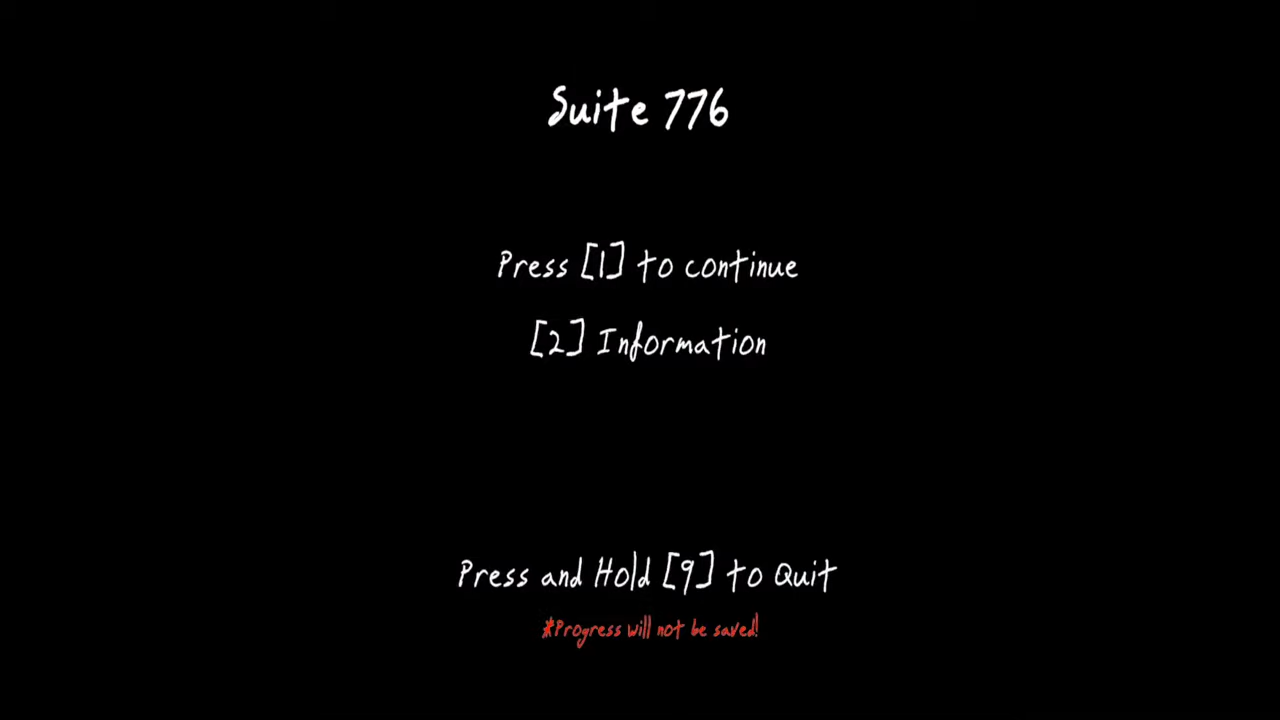 Suite 776
Press [1] to continue
[2] Information
Press and Hold [9] to Quit
*Progress will not be saved!